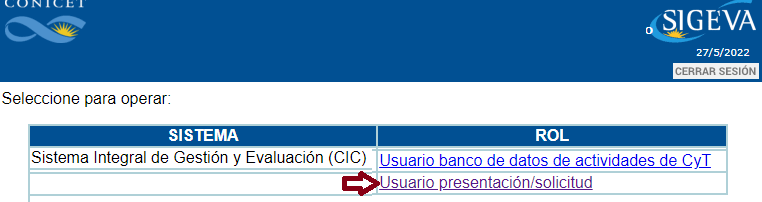 CONICET
SIGEVA
27/5/2022
CERRAR SESIÓN
Seleccione para operar:
SISTEMA ROL
Sistema Integral de Gestión y Evaluación (CIC) Usuario banco de datos de actividades de CyT
Usuario presentación/solicitud